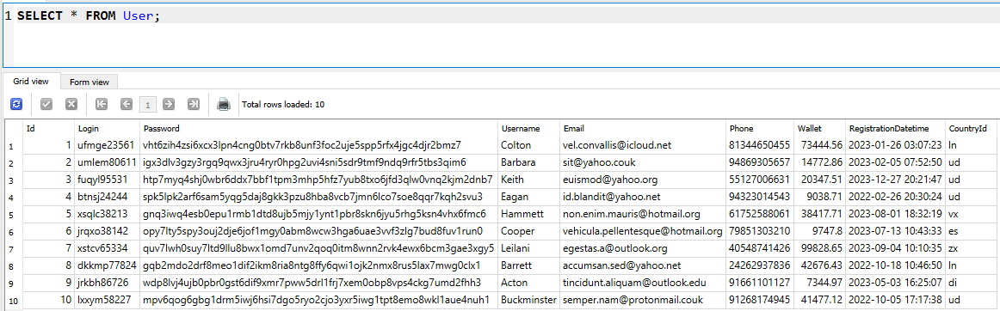 1 SELECT * FROM User;
Grid view Form view
1 Total rows loaded: 10
Id Login Password Username Email Phone Wallet RegistrationDatetime CountryId
1 1 ufmge23561 vht6zih4zsi6xcx3lpn4cng0btv7rkb8unf3foc2uje5spp5rfx4jgc4djr2bmz7 Colton vel.convallis@icloud.net 81344650455 73444.56 2023-01-26 03:07:23 ln
2 2 umlem80611 igx3dlv3gzy3rgq9qwx3jru4ryr0hpg2uvi4sni5sdr9tmf9ndq9rfr5tbs3qim6 Barbara sit@yahoo.couk 94869305657 14772.86 2023-02-05 07:52:50 ud
3 3 fuqyl95531 htp7myq4shj0wbr6ddx7bbf1tpm3mhp5hfz7yub8txo6jfd3qlw0vnq2kjm2dnb7 Keith euismod@yahoo.org 55127006631 20347.51 2023-12-27 20:21:47 ud
4 4 btnsj24244 spk5lpk2arf6sam5yqg5daj8gkk3pzu8hba8vcb7jmn6lco7soe8qqr7kqh2svu3 Eagan id.blandit@yahoo.net 94323014543 9038.71 2022-02-26 20:30:24 ud
5 5 xsqlc38213 gnq3iwq4esb0epu1rmb1dtd8ujb5mjy1ynt1pbr8skn6jyu5rhg5ksn4vhx6fmc6 Hammett non.enim.mauris@hotmail.org 61752588061 38417.71 2023-08-01 18:32:19 vx
6 6 jrqxo38142 opy7lty5spy3ouj2dje6jof1mgy0abm8wcw3hga6uae3vvf3zlg7bud8fuv1run0 Cooper vehicula.pellentesque@hotmail.org 79851303210 9747.8 2023-07-13 10:43:33 es
7 7 xstcv65334 quv7lwh0suy7ltd9llu8bwx1omd7unv2qoq0itm8wnn2rvk4ewx6bcm3gae3xgy5 Leilani egestas.a@outlook.org 40548741426 99828.65 2023-09-04 10:10:35 zx
8 8 dkkmp77824 gqb2mdo2drf8meo1dif2ikm8ria8ntg8ffy6qwi1ojk2nmx8rus5lax7mwg0clx1 Barrett accumsan.sed@yahoo.net 24262937836 42676.43 2022-10-18 10:46:50 ln
9 9 jrkbh86726 wdp8lvj4ujb0pbr0gst6dif9xmr7pww5drl1frj7xem0obp8vps4ckg7umd2fhh3 Acton tincidunt.aliquam@outlook.edu 91661101127 7344.97 2023-05-03 16:25:07 di
10 10 lxxym58227 mpv6qog6gbg1drm5iwj6hsi7dgo5ryo2cjo3yxr5iwg1tpt8emo8wkl1aue4nuh1 Buckminster semper.nam@protonmail.couk 91268174945 41477.12 2022-10-05 17:17:38 ud